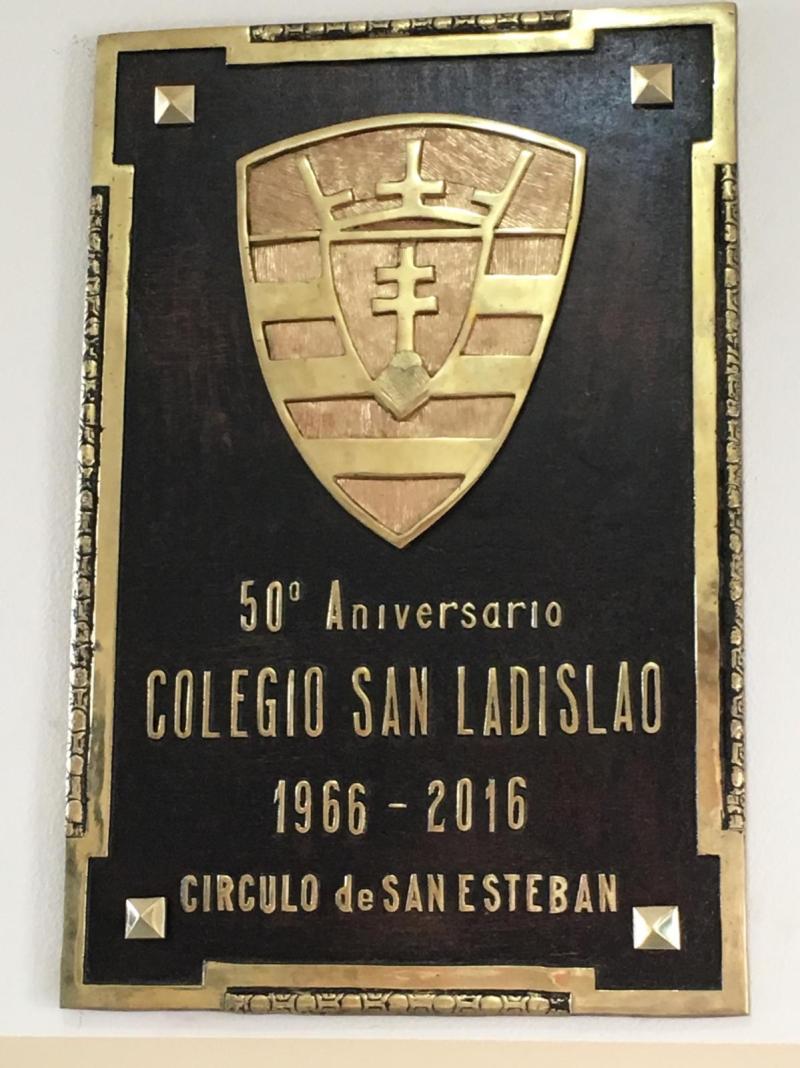 50º Aniversario
COLEGIO SAN LADISLAO
1966 - 2016
CIRCULO de SAN ESTEBAN